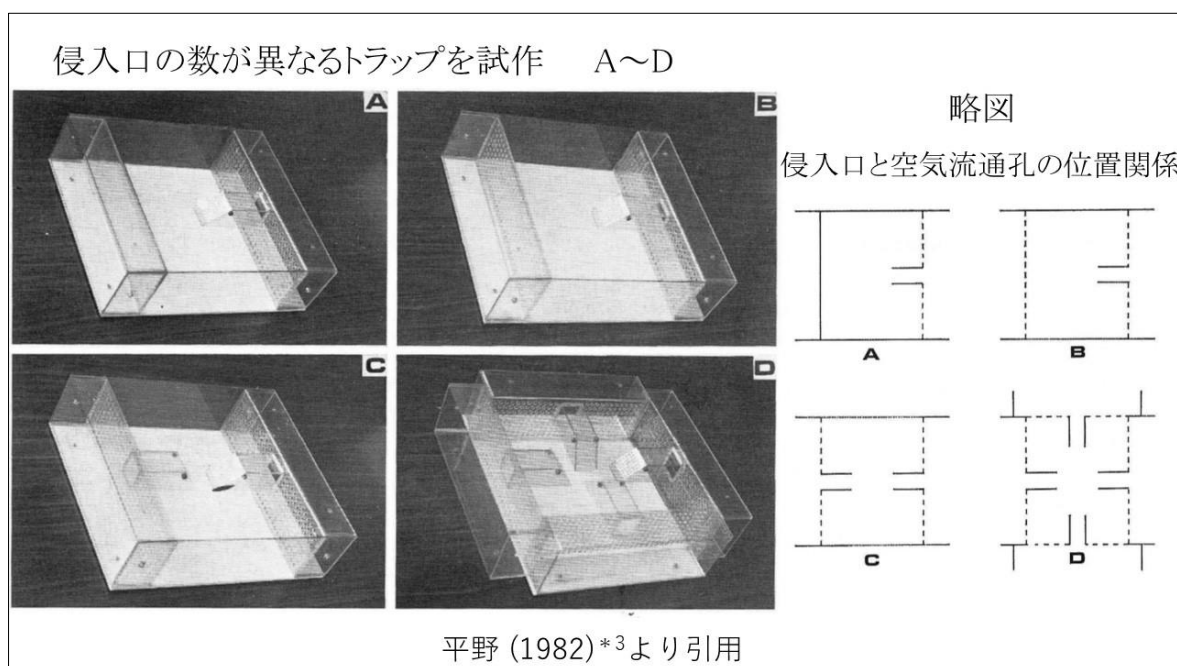 侵入口の数が異なるトラップを試作　A～D
A
B
C
D
略図
侵入口と空気流通孔の位置関係
A
B
C
D
平野 (1982)*3より引用